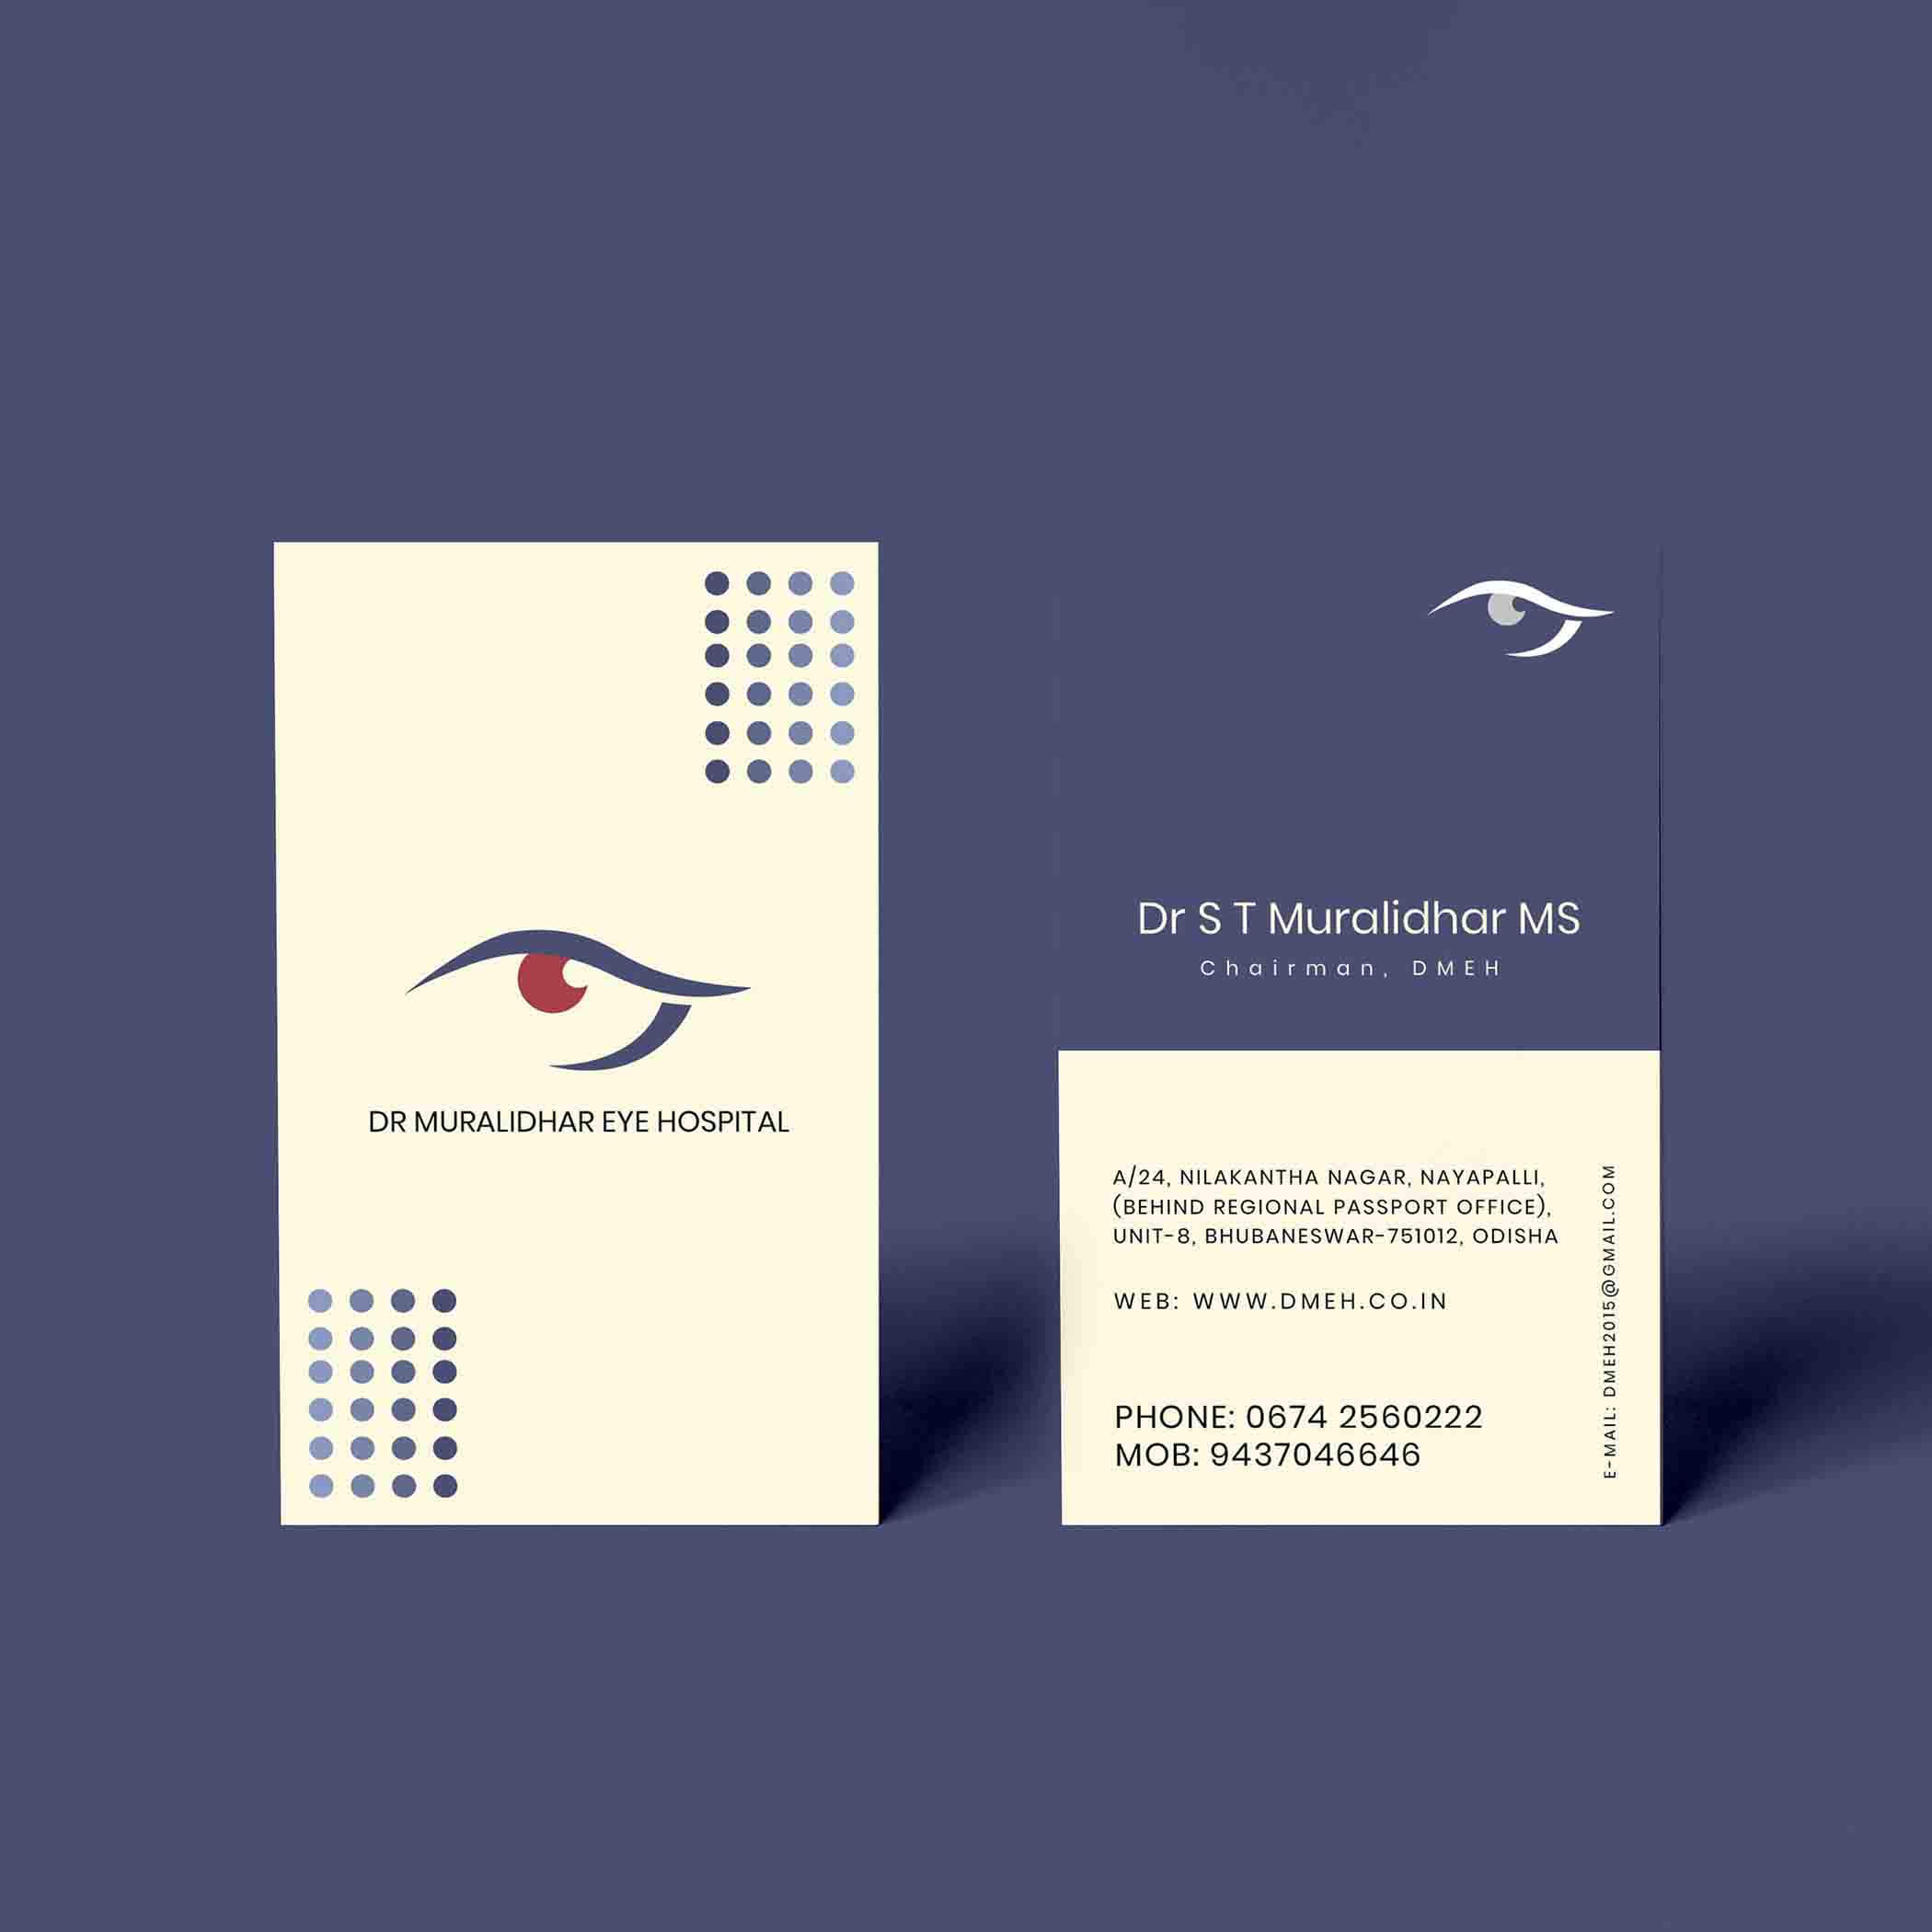 DR MURALIDHAR EYE HOSPITAL
Dr S T Muralidhar MS
Chairman, DMEH
A/24, NILAKANTHA NAGAR, NAYAPALLI,
(BEHIND REGIONAL PASSPORT OFFICE),
UNIT-8, BHUBANESWAR-751012, ODISHA
WEB: WWW.DMEH.CO.IN
PHONE: 0674 2560222
MOB: 9437046646
E-MAIL: DMEH2015@GMAIL.COM